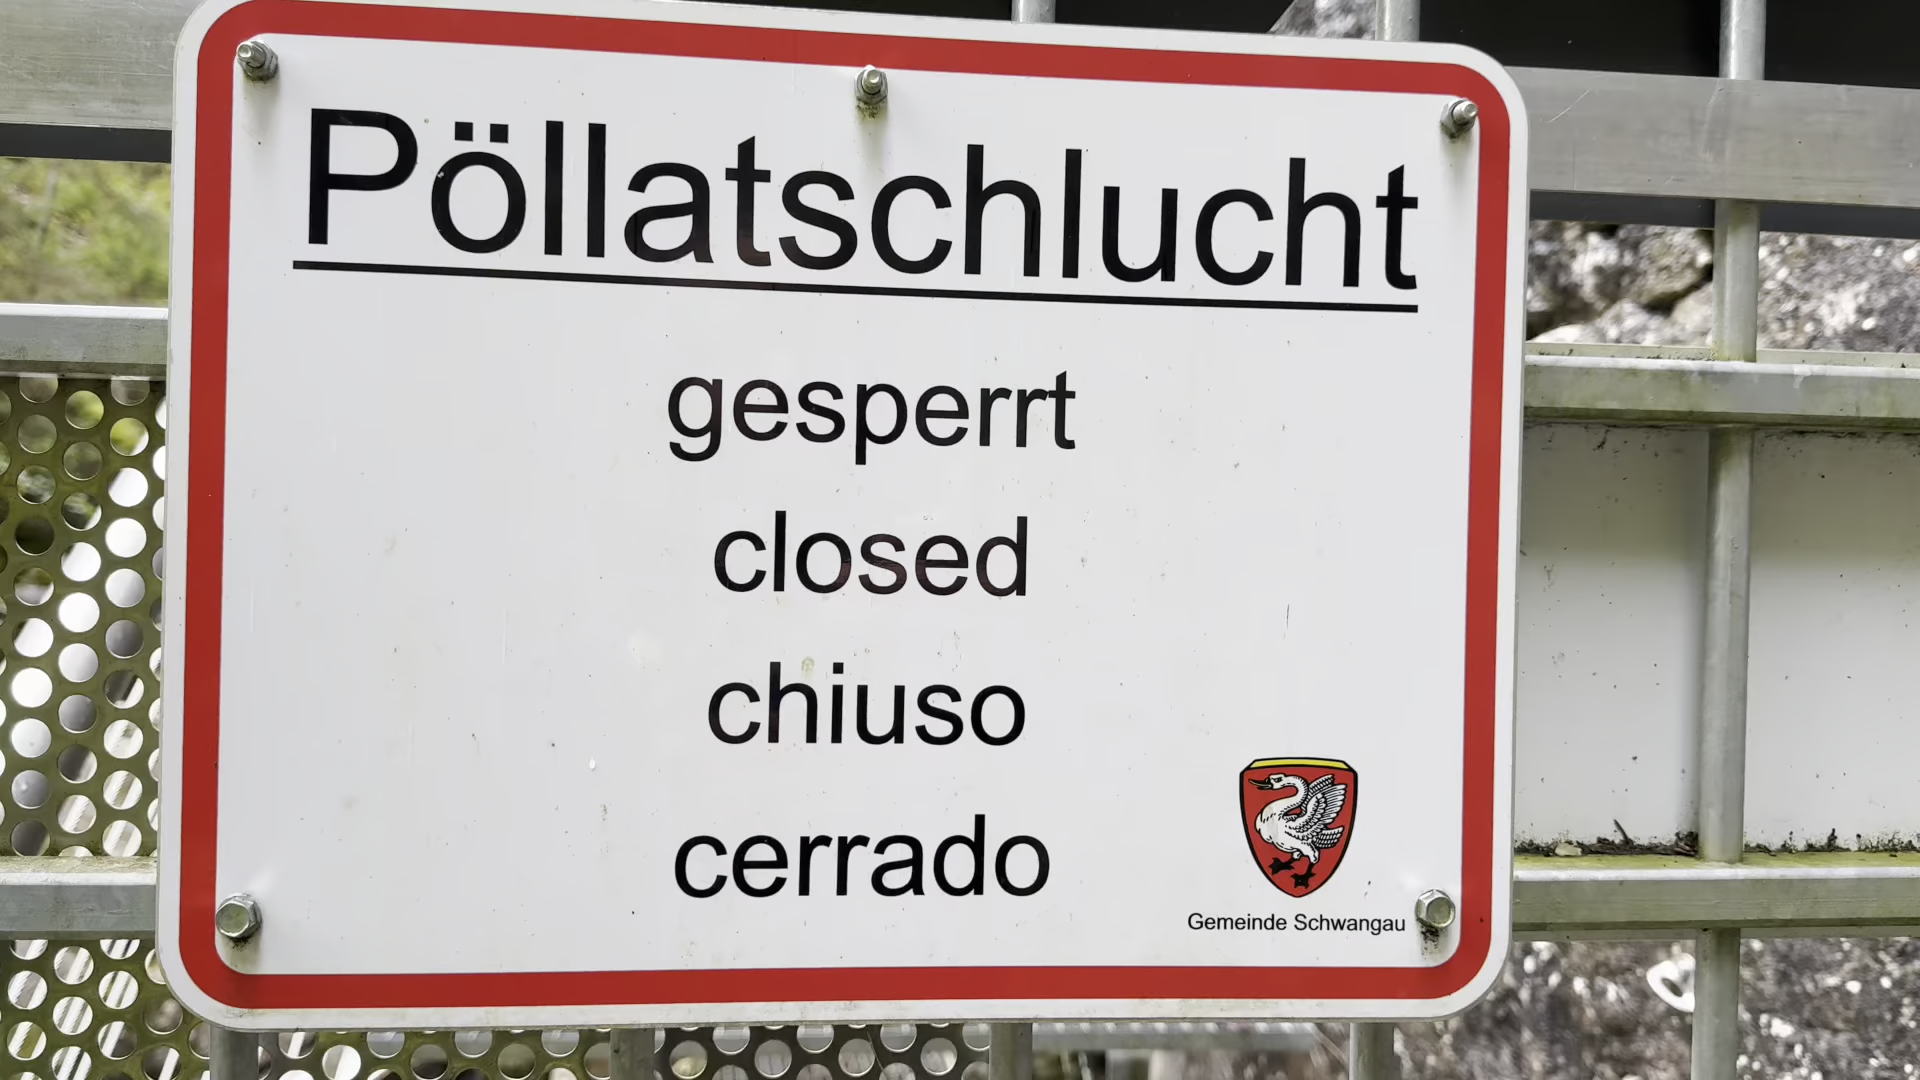 Pöllatschlucht
gesperrt
closed
chiuso
cerrado
Gemeinde Schwangau